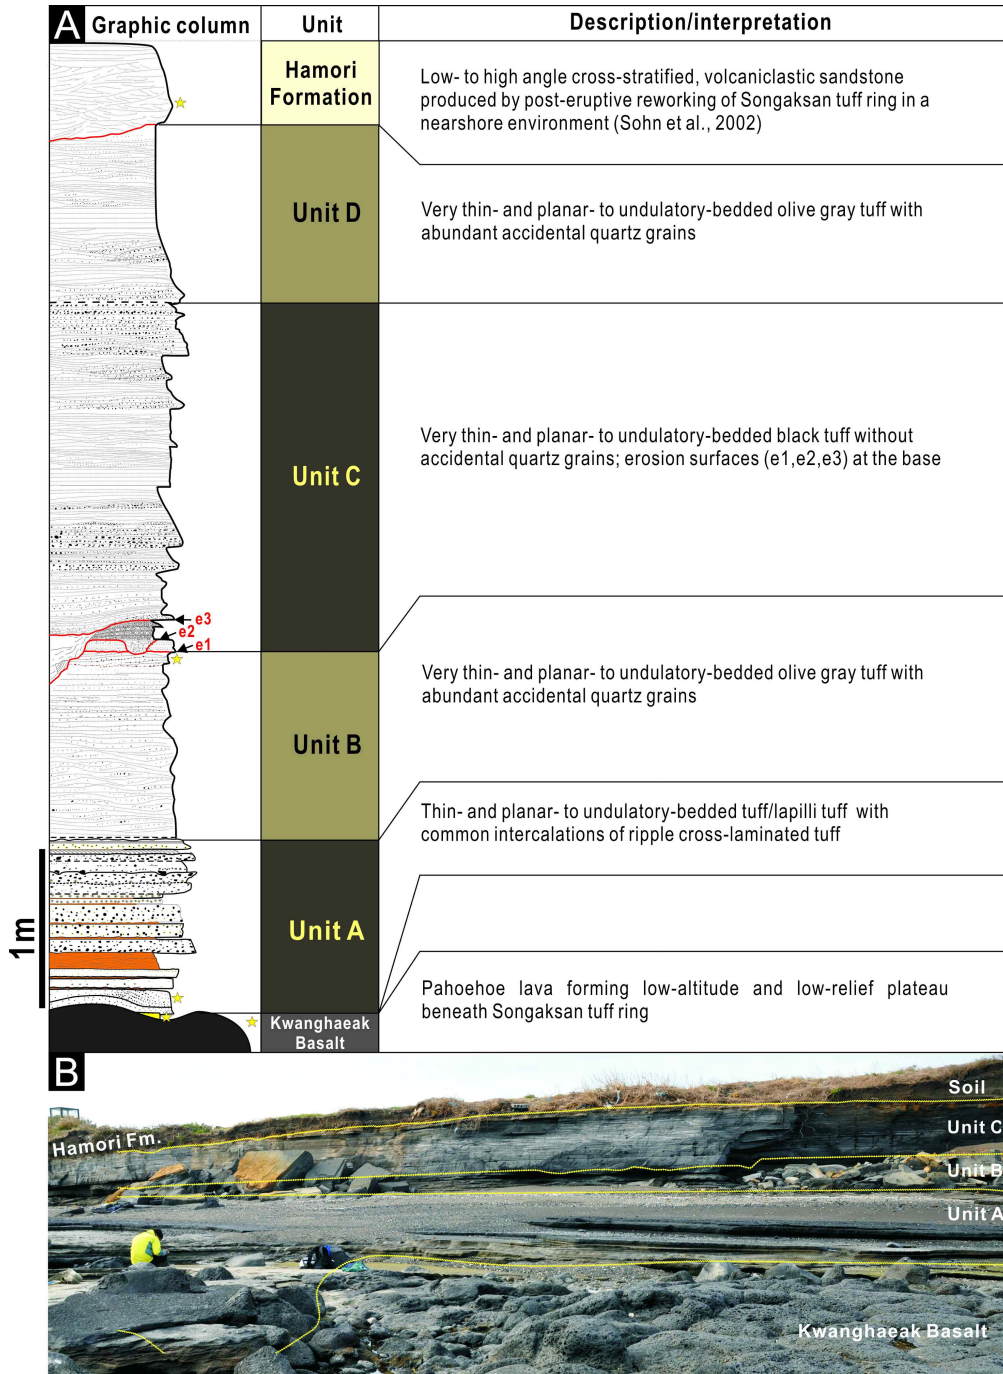 A
Graphic column
Unit
Description/interpretation
Hamori
Formation
Low- to high angle cross-stratified, volcaniclastic sandstone
produced by post-eruptive reworking of Songaksan tuff ring in a
nearshore environment (Sohn et al., 2002)
Unit D
Very thin- and planar- to undulatory-bedded olive gray tuff with
abundant accidental quartz grains
Unit C
Very thin- and planar- to undulatory-bedded black tuff without
accidental quartz grains; erosion surfaces (e1,e2,e3) at the base
e3
e2
e1
Unit B
Very thin- and planar- to undulatory-bedded olive gray tuff with
abundant accidental quartz grains
Thin- and planar- to undulatory-bedded tuff/lapilli tuff with
common intercalations of ripple cross-laminated tuff
1m
Unit A
Kwanghaeak
Basalt
Pahoehoe lava forming low-altitude and low-relief plateau
beneath Songaksan tuff ring
B
Soil
Hamori Fm.
Unit C
Unit B
Unit A
Kwanghaeak Basalt